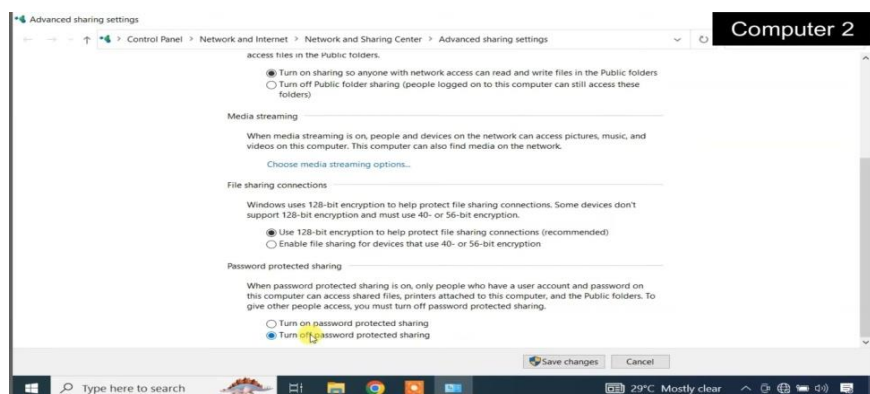 Advanced sharing settings
Computer 2
Control Panel > Network and Internet > Network and Sharing Center > Advanced sharing settings
access files in the Public folders.
Turn on sharing so anyone with network access can read and write files in the Public folders
Turn off Public folder sharing (people logged on to this computer can still access these
folders)
Media streaming
When media streaming is on, people and devices on the network can access pictures, music, and
videos on this computer. This computer can also find media on the network.
Choose media streaming options...
File sharing connections
Windows uses 128-bit encryption to help protect file sharing connections. Some devices don't
support 128-bit encryption and must use 40- or 56-bit encryption.
Use 128-bit encryption to help protect file sharing connections (recommended)
Enable file sharing for devices that use 40- or 56-bit encryption
Password protected sharing
When password protected sharing is on, only people who have a user account and password on
this computer can access shared files, printers attached to this computer, and the Public folders. To
give other people access, you must turn off password protected sharing.
Turn on password protected sharing
Turn off password protected sharing
Save changes Cancel
Type here to search 29°C Mostly clear